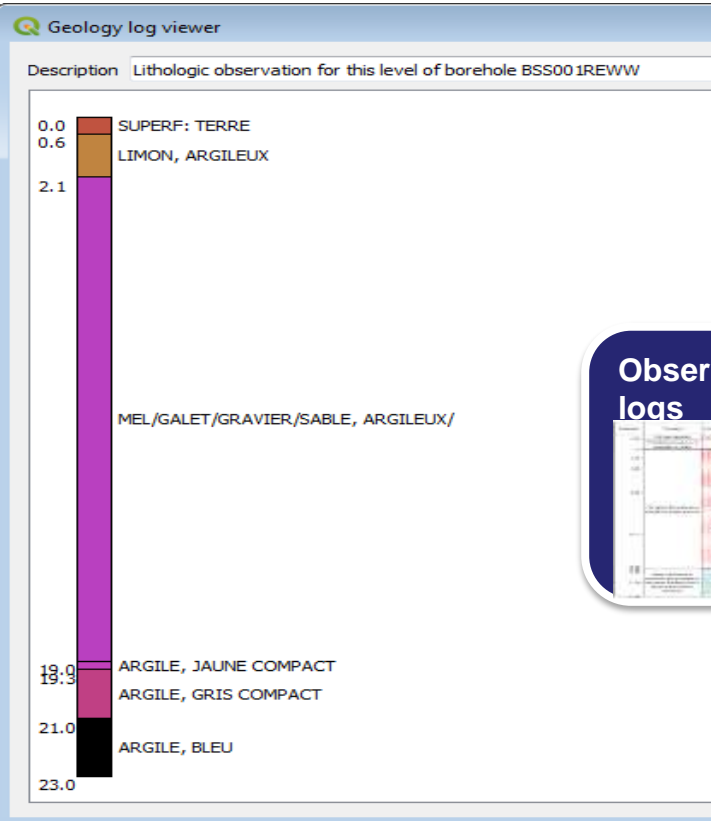 Geology log viewer
Description Lithologic observation for this level of borehole BSS001REWW
0.0 SUPERF: TERRE
0.6
LIMON, ARGILEUX
2.1
MEL/GALET/GRAVIER/SABLE, ARGILEUX/
19.0 ARGILE, JAUNE COMPACT
19.3
ARGILE, GRIS COMPACT
21.0
ARGILE, BLEU
23.0
Obser
logs